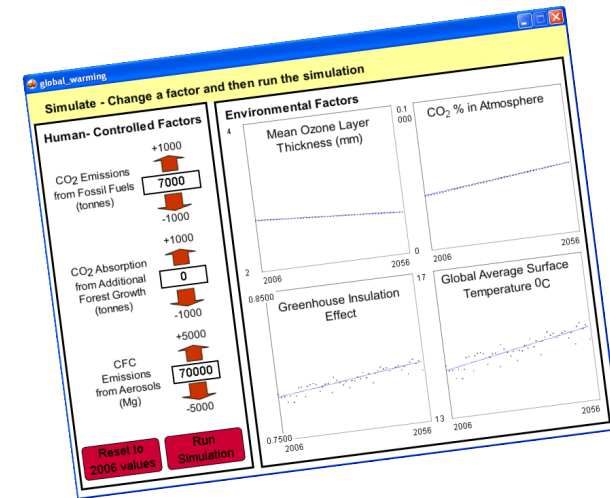 global_warming
Simulate - Change a factor and then run the simulation
Human- Controlled Factors
+1000
CO2 Emissions
from Fossil Fuels
(tonnes)
7000
-1000
+1000
CO2 Absorption
from Additional
Forest Growth
(tonnes)
0
-1000
+5000
CFC
Emissions
from Aerosols
(Mg)
70000
-5000
Reset to
2006 values
Run
Simulation
Environmental Factors
4
Mean Ozone Layer
Thickness (mm)
2
2006
2056
0.1
000
CO2 % in Atmosphere
0
2006
2056
0.8500
Greenhouse Insulation
Effect
0.7500
2006
2056
17
Global Average Surface
Temperature 0C
13
2006
2056